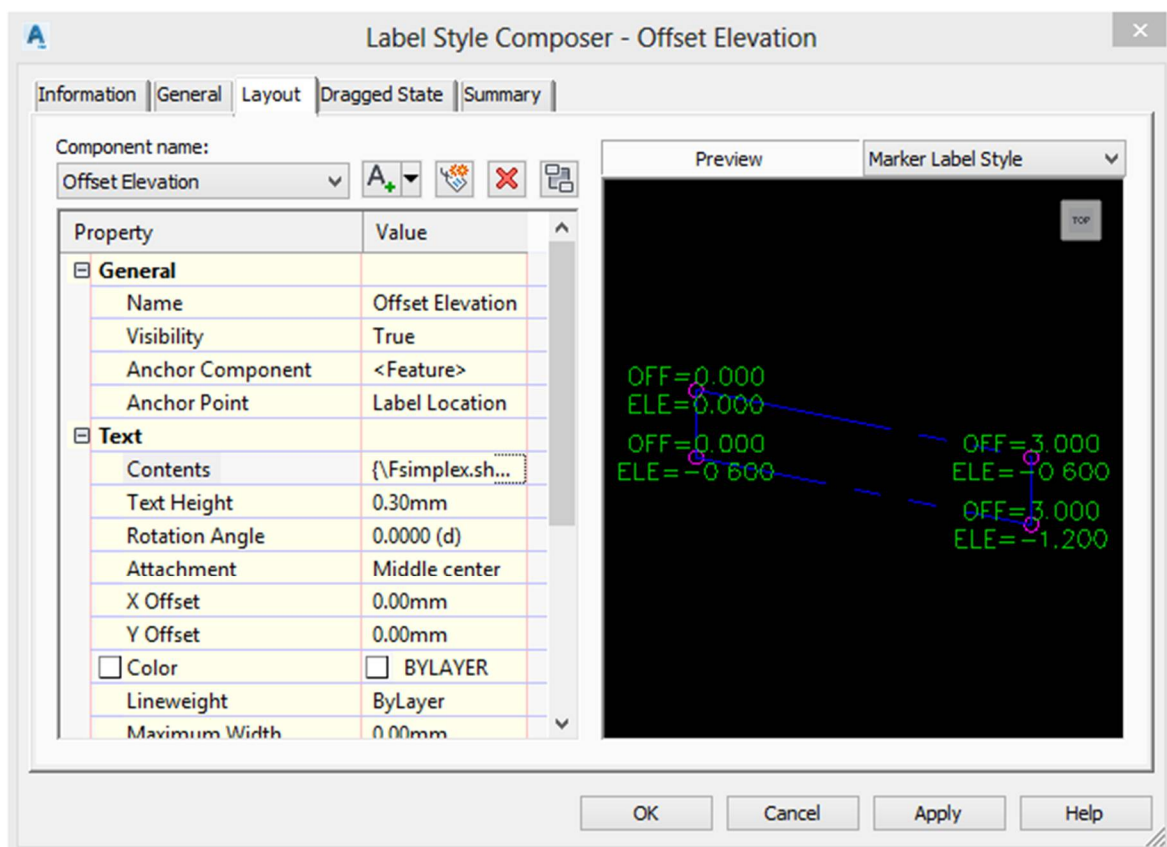 Label Style Composer - Offset Elevation
Information General Layout Dragged State Summary
Component name:
Offset Elevation
Preview Marker Label Style
Property Value
General
Name Offset Elevation
Visibility True
Anchor Component <Feature>
Anchor Point Label Location
Text
Contents {\Fsimplex.sh...
Text Height 0.30mm
Rotation Angle 0.0000 (d)
Attachment Middle center
X Offset 0.00mm
Y Offset 0.00mm
Color BYLAYER
Lineweight ByLayer
Maximum Width 0.00mm
TOP
OFF=0.000
ELE=0.000
OFF=0.000
ELE=-0.600
OFF=3.000
ELE=-0.600
OFF=3.000
ELE=-1.200
OK Cancel Apply Help